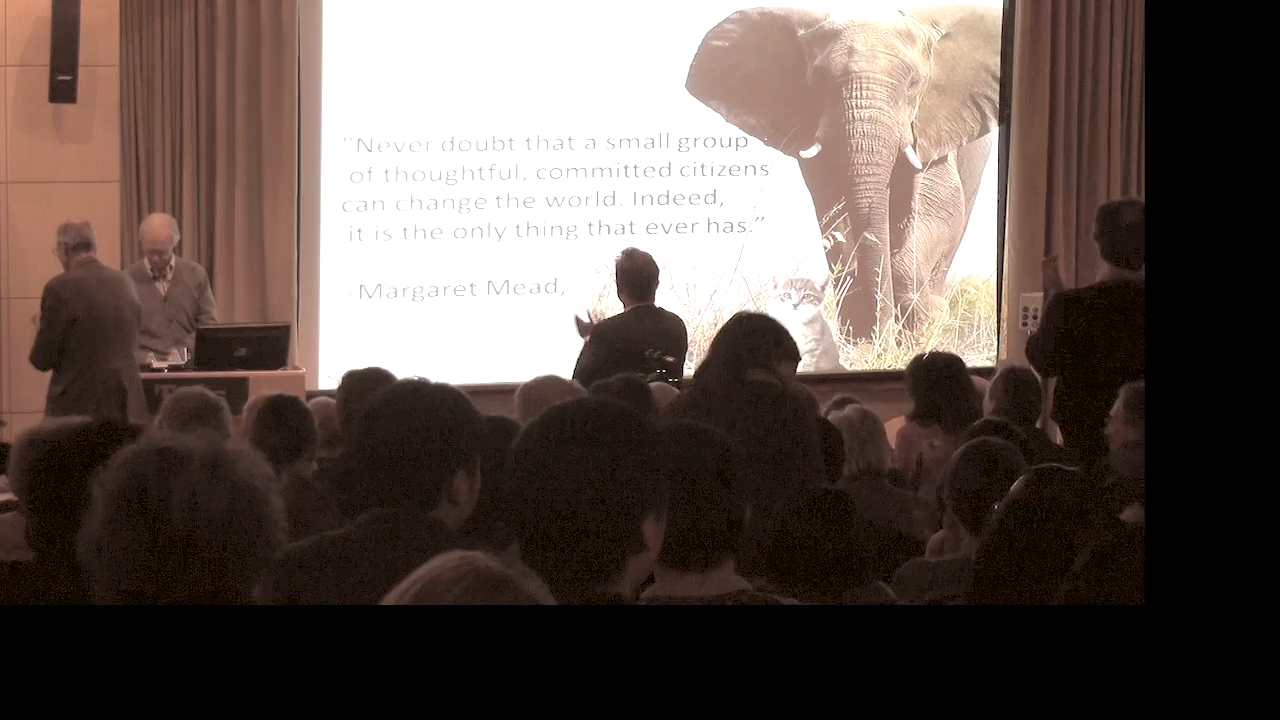 "Never doubt that a small group
of thoughtful, committed citizens
can change the world. Indeed,
it is the only thing that ever has."
-Margaret Mead,